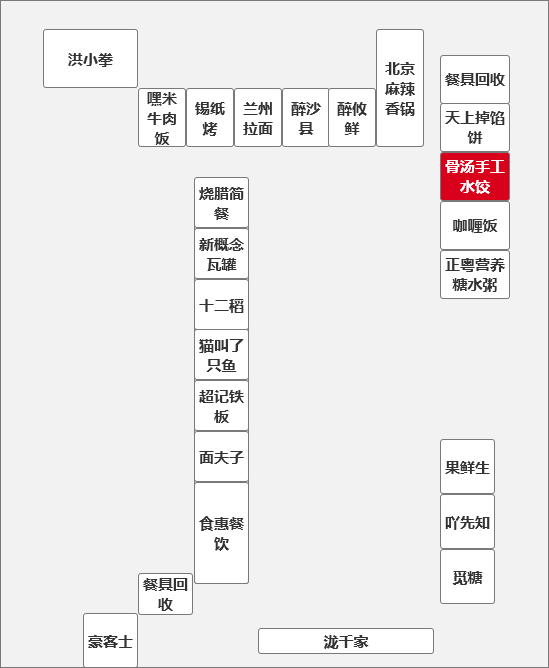 洪小拳
嘿米
牛肉
饭
锡纸
烤
兰州
拉面
醉沙
县
醉攸
鲜
北京
麻辣
香锅
餐具回收
天上掉馅
饼
骨汤手工
水饺
咖喱饭
正粤营养
糖水粥
烧腊简
餐
新概念
瓦罐
十二稻
猫叫了
只鱼
超记铁
板
面夫子
食惠餐
饮
果鲜生
吖先知
觅糖
餐具回
收
豪客士
泷千家